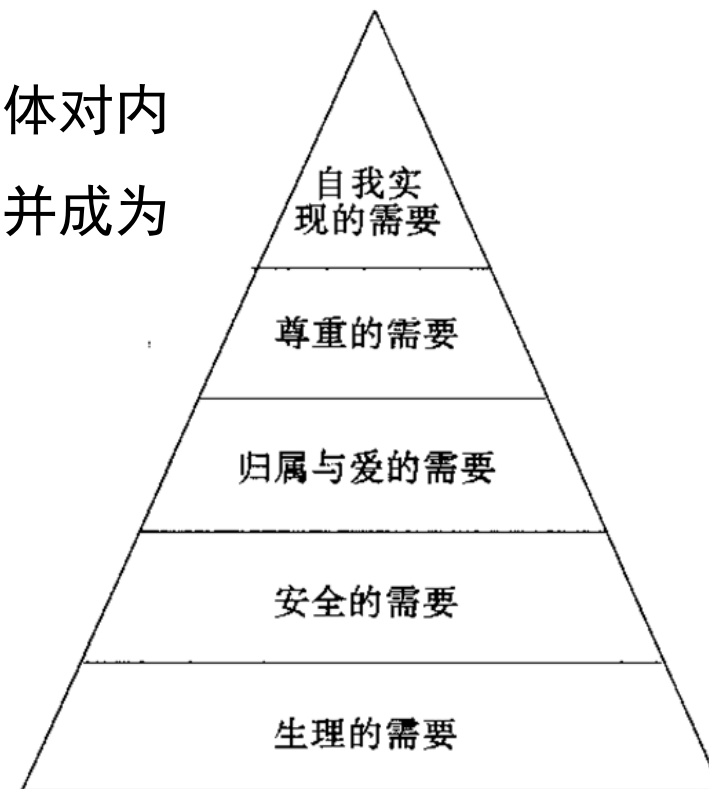 体对内
并成为
自我实
现的需要
尊重的需要
归属与爱的需要
安全的需要
生理的需要